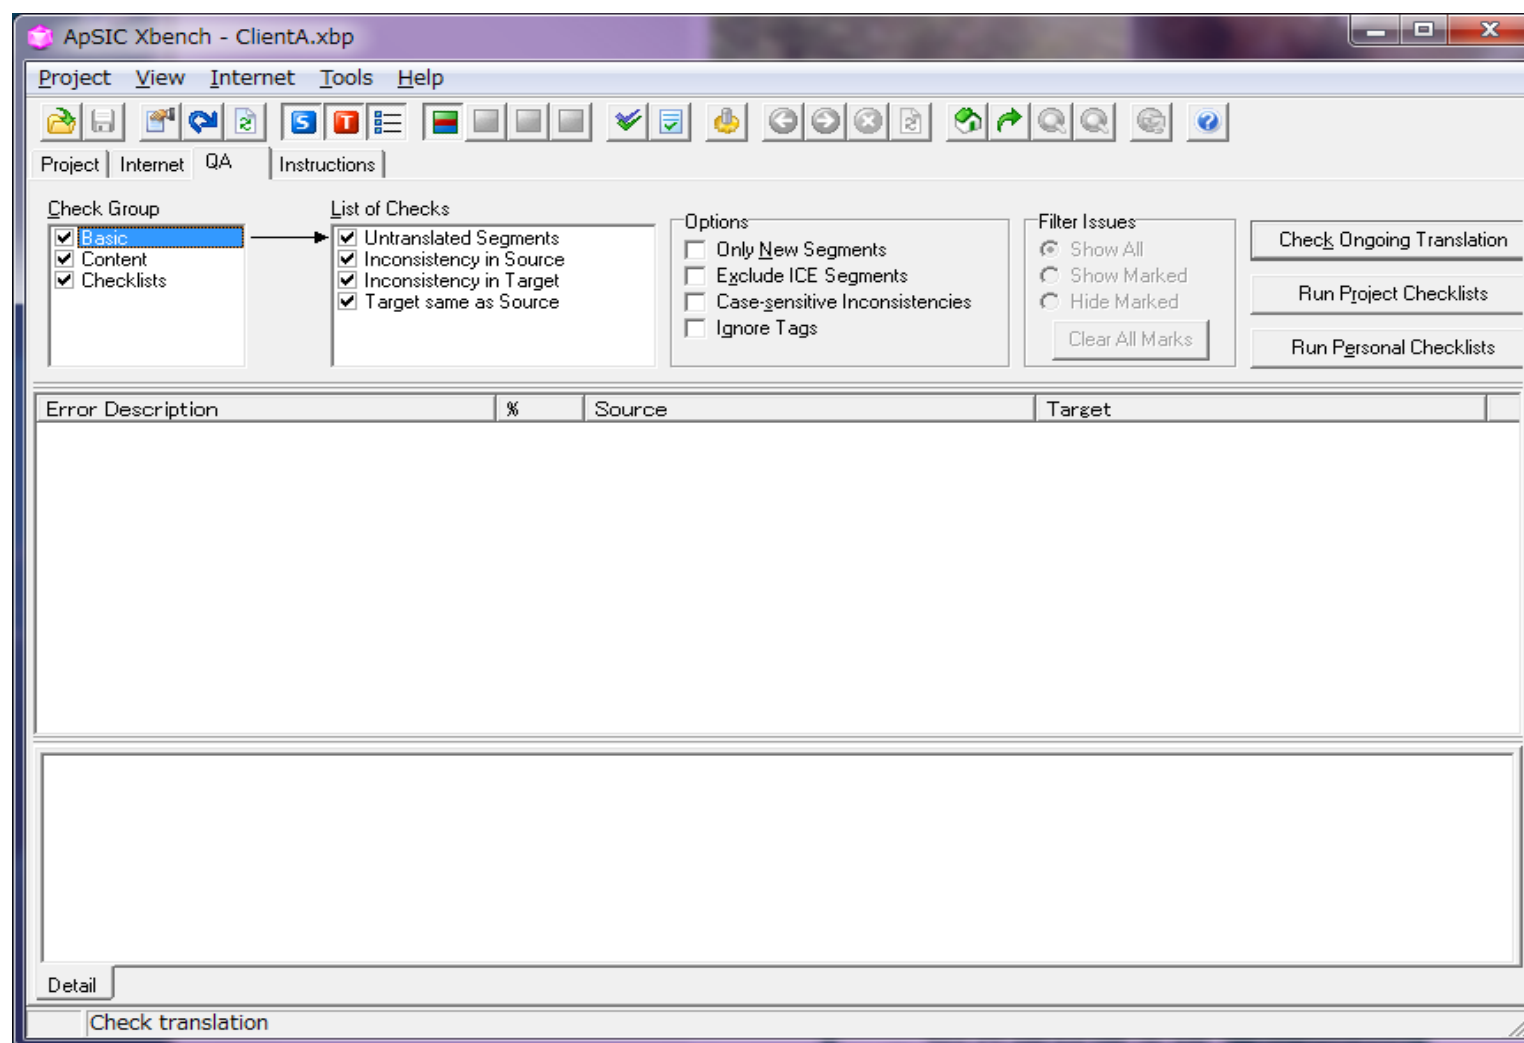 ApSIC Xbench - ClientA.xbp
Project View Internet Tools Help
S T
Project Internet QA Instructions
Check Group
Basic
Content
Checklists
List of Checks
Untranslated Segments
Inconsistency in Source
Inconsistency in Target
Target same as Source
Options
Only New Segments
Exclude ICE Segments
Case-sensitive Inconsistencies
Ignore Tags
Filter Issues
Show All
Show Marked
Hide Marked
Clear All Marks
Check Ongoing Translation
Run Project Checklists
Run Personal Checklists
Error Description % Source Target
Detail
Check translation